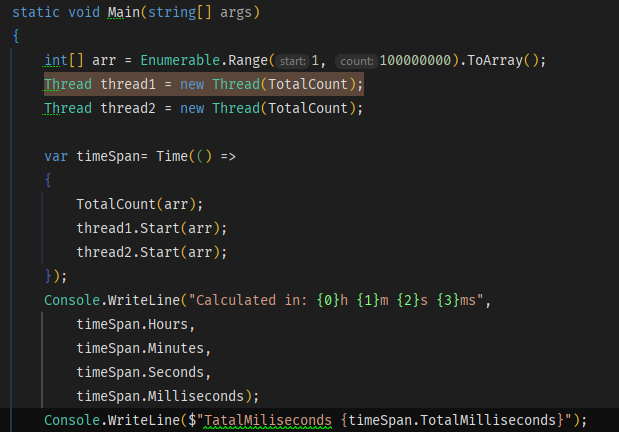 static void Main(string[] args)
{
int[] arr = Enumerable.Range(start:1, count:100000000).ToArray();
Thread thread1 = new Thread(TotalCount);
Thread thread2 = new Thread(TotalCount);
var timeSpan= Time(() =>
{
TotalCount(arr);
thread1.Start(arr);
thread2.Start(arr);
});
Console.WriteLine("Calculated in: {0}h {1}m {2}s {3}ms",
timeSpan.Hours,
timeSpan.Minutes,
timeSpan.Seconds,
timeSpan.Milliseconds);
Console.WriteLine($"TatalMiliseconds {timeSpan.TotalMilliseconds}");